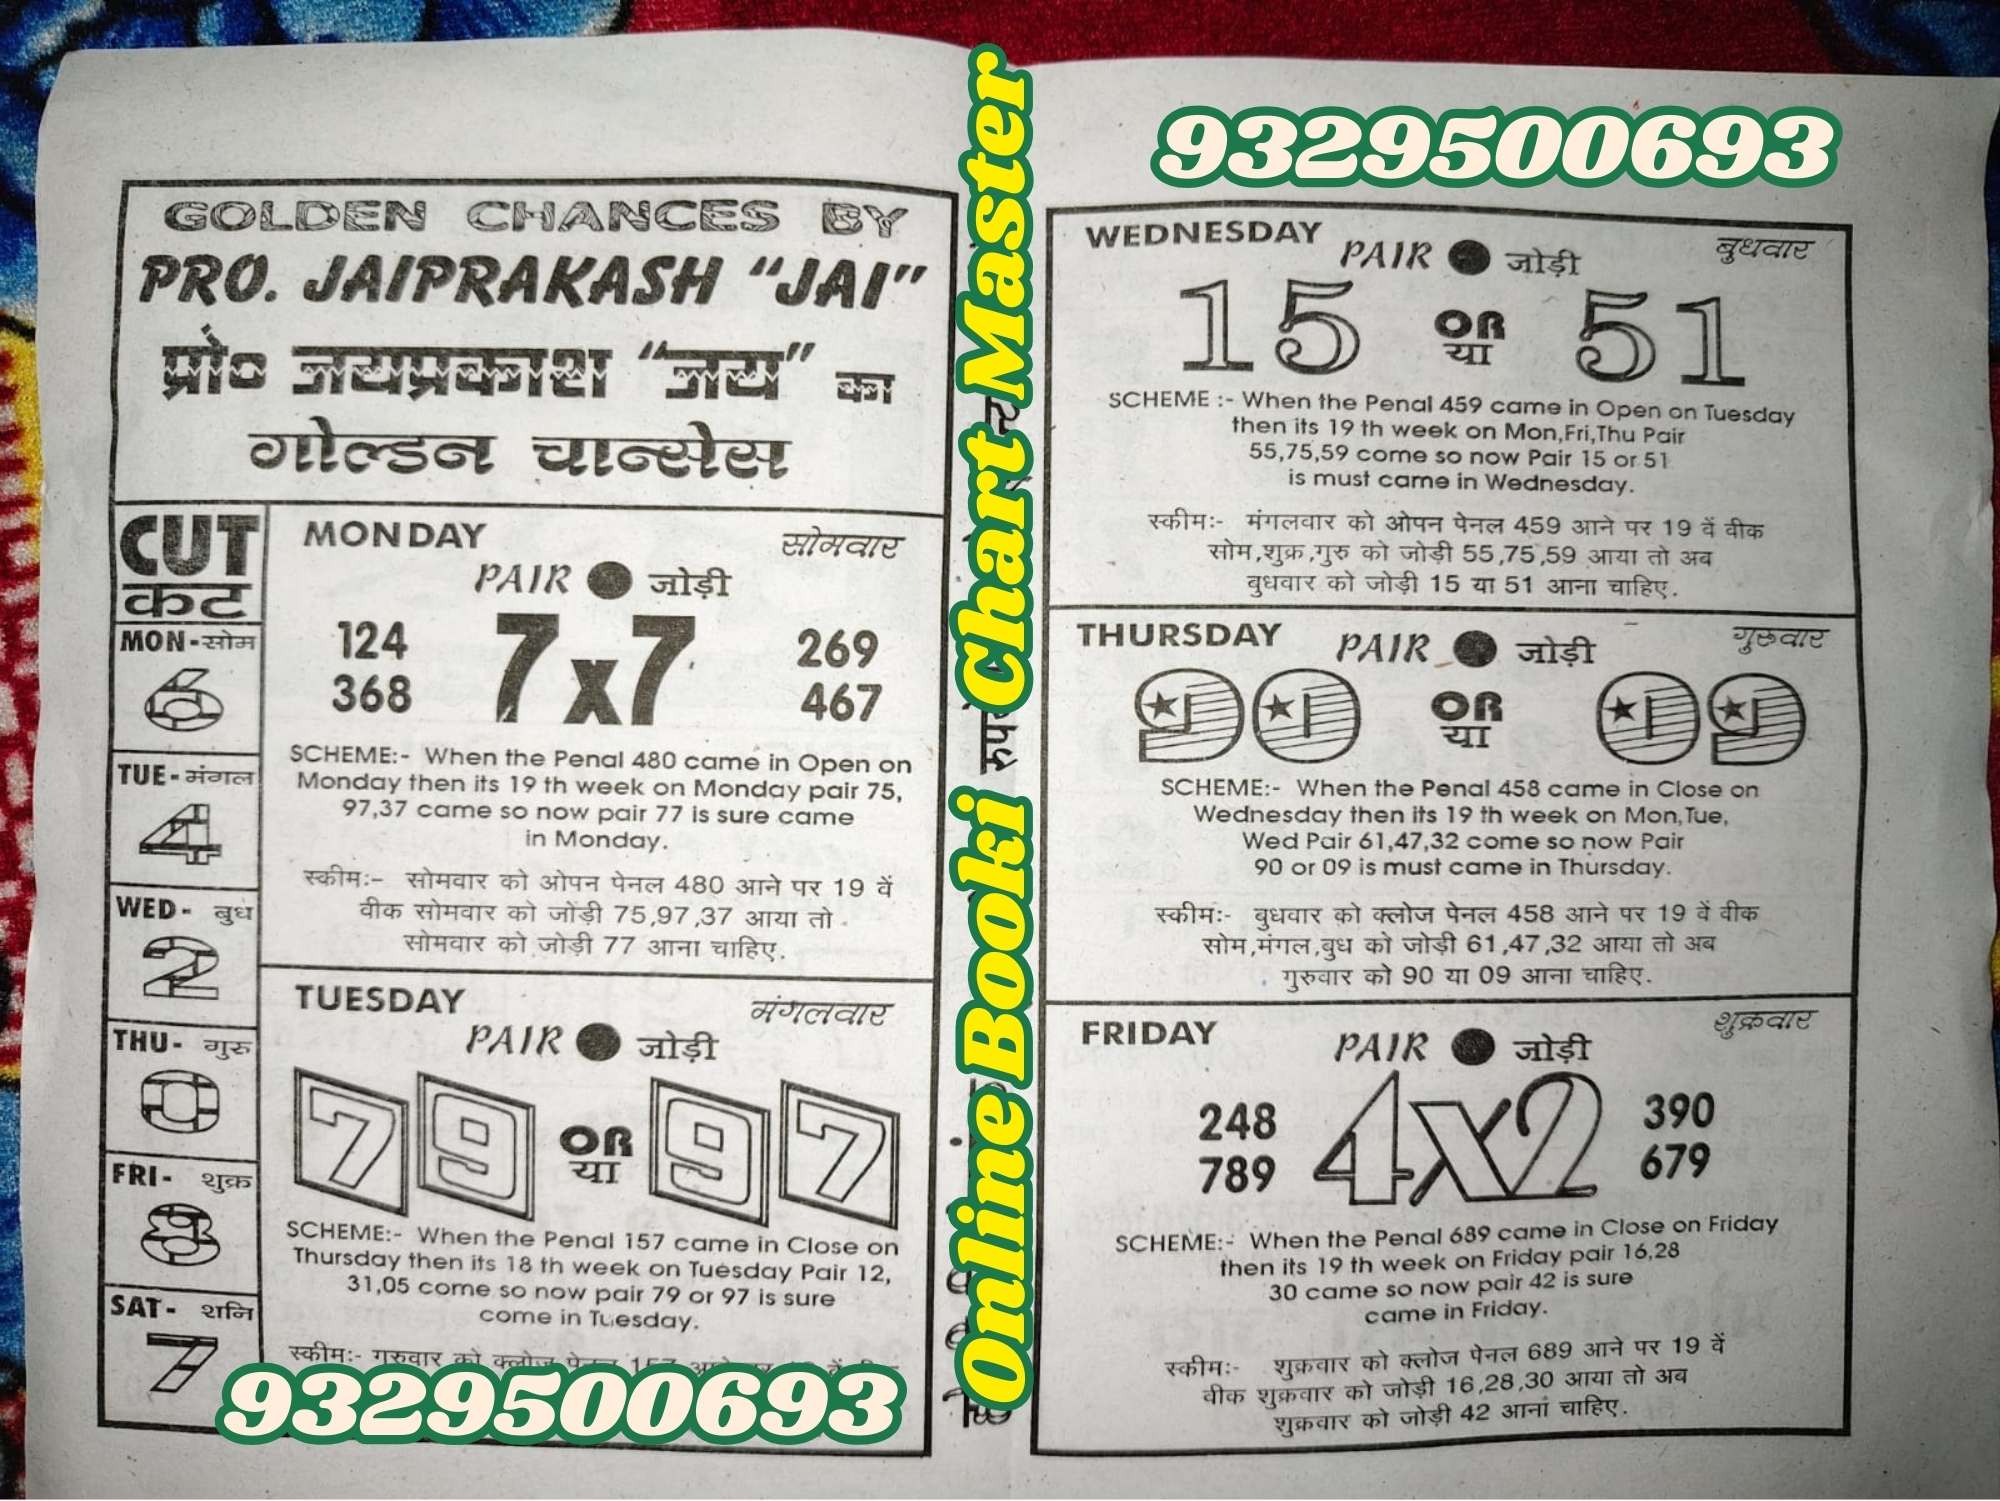 9329500693
Online Booki Chart Master
GOLDEN CHANCES BY
PRO. JAIPRAKASH "JAI"
प्रो० जयप्रकाश "जय" का
गोल्डन चान्सेस
CUT
कट
MON-सोम
6
TUE-मंगल
4
WED- बुध
2
THU- गुरु
0
FRI- शुक्र
8
SAT- शनि
7
MONDAY सोमवार
PAIR जोड़ी
124 7x7 269
368 467
SCHEME:- When the Penal 480 came in Open on
Monday then its 19 th week on Monday pair 75,
97,37 came so now pair 77 is sure came
in Monday.
स्कीमः- सोमवार को ओपन पेनल 480 आने पर 19 वें
वीक सोमवार को जोड़ी 75,97,37 आया तो
सोमवार को जोड़ी 77 आना चाहिए.
TUESDAY मंगलवार
PAIR जोड़ी
79 OR 97
या
SCHEME:- When the Penal 157 came in Close on
Thursday then its 18 th week on Tuesday Pair 12,
31,05 come so now pair 79 or 97 is sure
come in Tuesday.
स्कीमः- गुरुवार को क्लोज पेनल 157
9329500693
WEDNESDAY बुधवार
PAIR जोड़ी
15 OR 51
या
SCHEME :- When the Penal 459 came in Open on Tuesday
then its 19 th week on Mon,Fri,Thu Pair
55,75,59 come so now Pair 15 or 51
is must came in Wednesday.
स्कीमः- मंगलवार को ओपन पेनल 459 आने पर 19 वें वीक
सोम,शुक्र,गुरु को जोड़ी 55,75,59 आया तो अब
बुधवार को जोड़ी 15 या 51 आना चाहिए.
THURSDAY गुरुवार
PAIR जोड़ी
90 OR 09
या
SCHEME:- When the Penal 458 came in Close on
Wednesday then its 19 th week on Mon,Tue,
Wed Pair 61,47,32 come so now Pair
90 or 09 is must came in Thursday.
स्कीमः- बुधवार को क्लोज पेनल 458 आने पर 19 वें वीक
सोम,मंगल,बुध को जोड़ी 61,47,32 आया तो अब
गुरुवार को 90 या 09 आना चाहिए.
FRIDAY शुक्रवार
PAIR जोड़ी
248 4x2 390
789 679
SCHEME:- When the Penal 689 came in Close on Friday
then its 19 th week on Friday pair 16,28
30 came so now pair 42 is sure
came in Friday.
स्कीमः- शुक्रवार को क्लोज पेनल 689 आने पर 19 वें
वीक शुक्रवार को जोड़ी 16,28,30 आया तो अब
शुक्रवार को जोड़ी 42 आनां चाहिए.